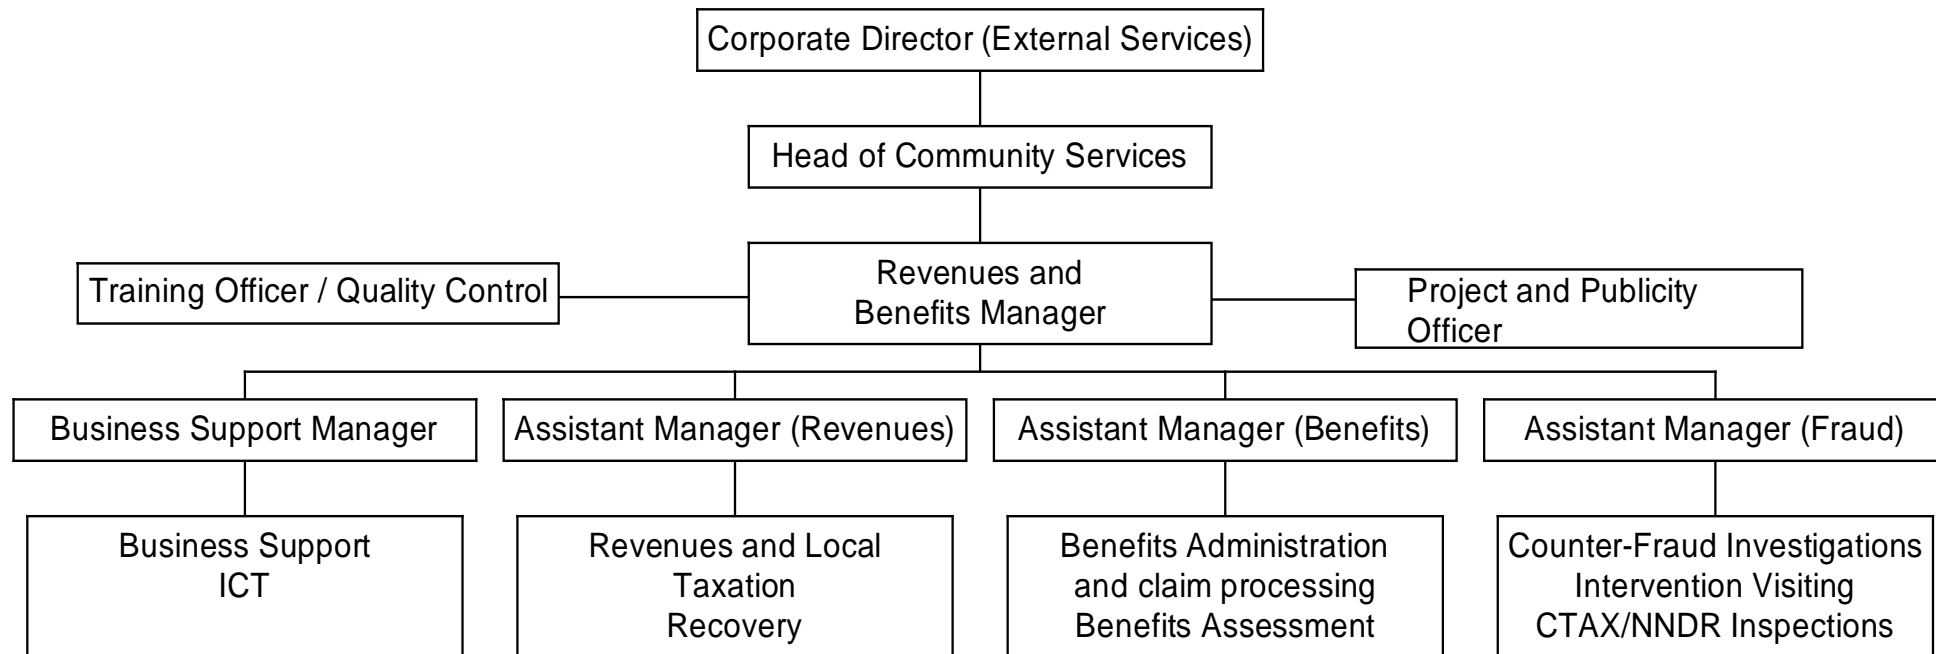 Corporate Director (External Services)
Head of Community Services
Training Officer / Quality Control
Revenues and
Benefits Manager
Project and Publicity
Officer
Business Support Manager
Assistant Manager (Revenues)
Assistant Manager (Benefits)
Assistant Manager (Fraud)
Business Support
ICT
Revenues and Local
Taxation
Recovery
Benefits Administration
and claim processing
Benefits Assessment
Counter-Fraud Investigations
Intervention Visiting
CTAX/NNDR Inspections